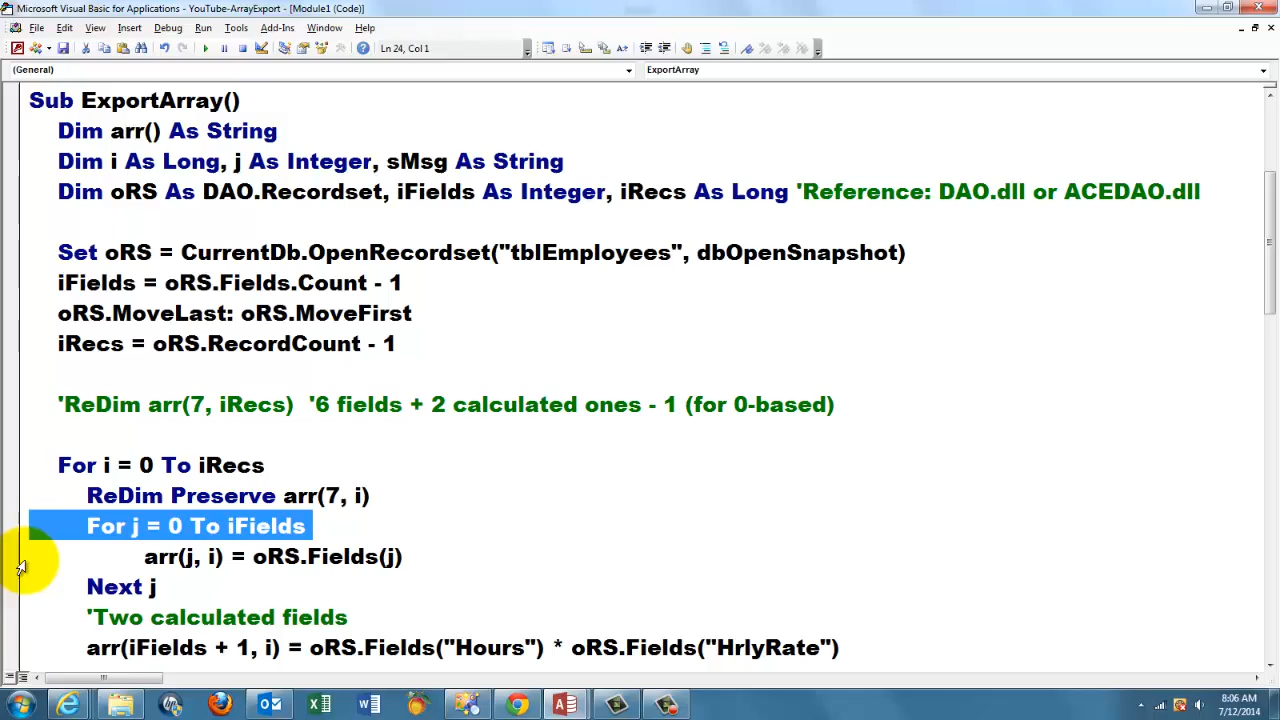 Microsoft Visual Basic for Applications - YouTube-ArrayExport - [Module1 (Code)]
File Edit View Insert Format Debug Run Tools Add-Ins Window Help
Ln 24, Col 1
(General) ExportArray
Sub ExportArray()
Dim arr() As String
Dim i As Long, j As Integer, sMsg As String
Dim oRS As DAO.Recordset, iFields As Integer, iRecs As Long 'Reference: DAO.dll or ACEDAO.dll
Set oRS = CurrentDb.OpenRecordset("tblEmployees", dbOpenSnapshot)
iFields = oRS.Fields.Count - 1
oRS.MoveLast: oRS.MoveFirst
iRecs = oRS.RecordCount - 1
'ReDim arr(7, iRecs) '6 fields + 2 calculated ones - 1 (for 0-based)
For i = 0 To iRecs
ReDim Preserve arr(7, i)
For j = 0 To iFields
arr(j, i) = oRS.Fields(j)
Next j
'Two calculated fields
arr(iFields + 1, i) = oRS.Fields("Hours") * oRS.Fields("HrlyRate")
8:06 AM
7/12/2014